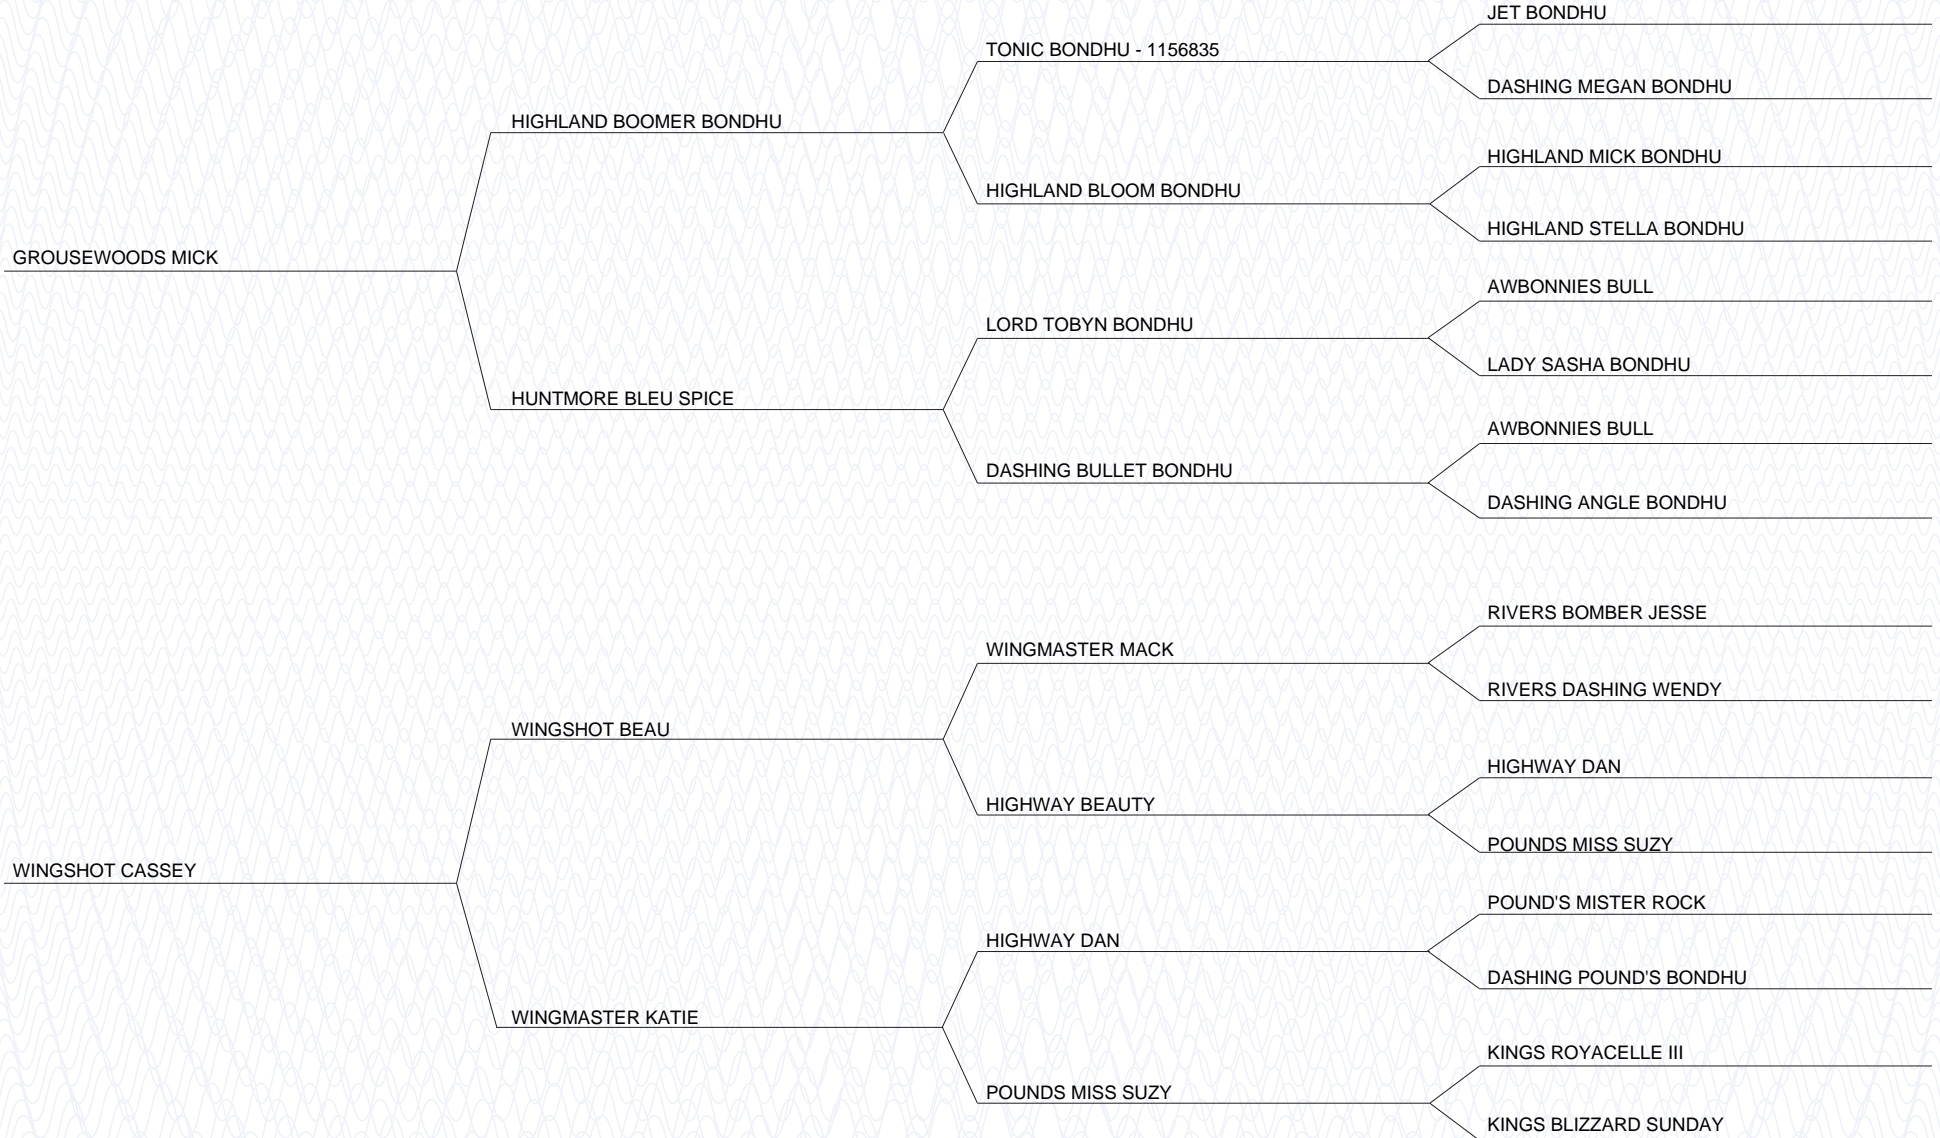 JET BONDHU
TONIC BONDHU - 1156835
DASHING MEGAN BONDHU
HIGHLAND BOOMER BONDHU
HIGHLAND MICK BONDHU
HIGHLAND BLOOM BONDHU
HIGHLAND STELLA BONDHU
GROUSEWOODS MICK
AWBONNIES BULL
LORD TOBYN BONDHU
LADY SASHA BONDHU
HUNTMORE BLEU SPICE
AWBONNIES BULL
DASHING BULLET BONDHU
DASHING ANGLE BONDHU
RIVERS BOMBER JESSE
WINGMASTER MACK
RIVERS DASHING WENDY
WINGSHOT BEAU
HIGHWAY DAN
HIGHWAY BEAUTY
POUNDS MISS SUZY
WINGSHOT CASSEY
POUND'S MISTER ROCK
HIGHWAY DAN
DASHING POUND'S BONDHU
WINGMASTER KATIE
KINGS ROYACELLE III
POUNDS MISS SUZY
KINGS BLIZZARD SUNDAY